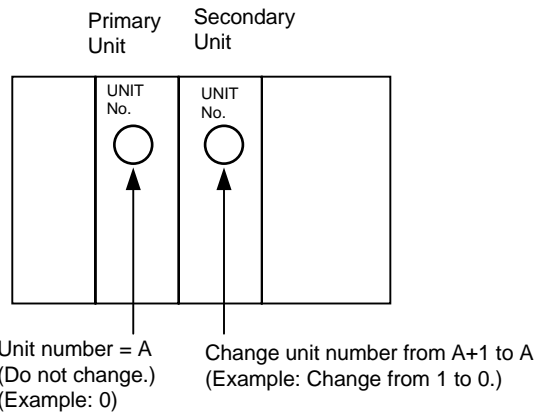 Primary
Unit
Secondary
Unit
UNIT
No.
UNIT
No.
Unit number = A
(Do not change.)
(Example: 0)
Change unit number from A+1 to A
(Example: Change from 1 to 0.)